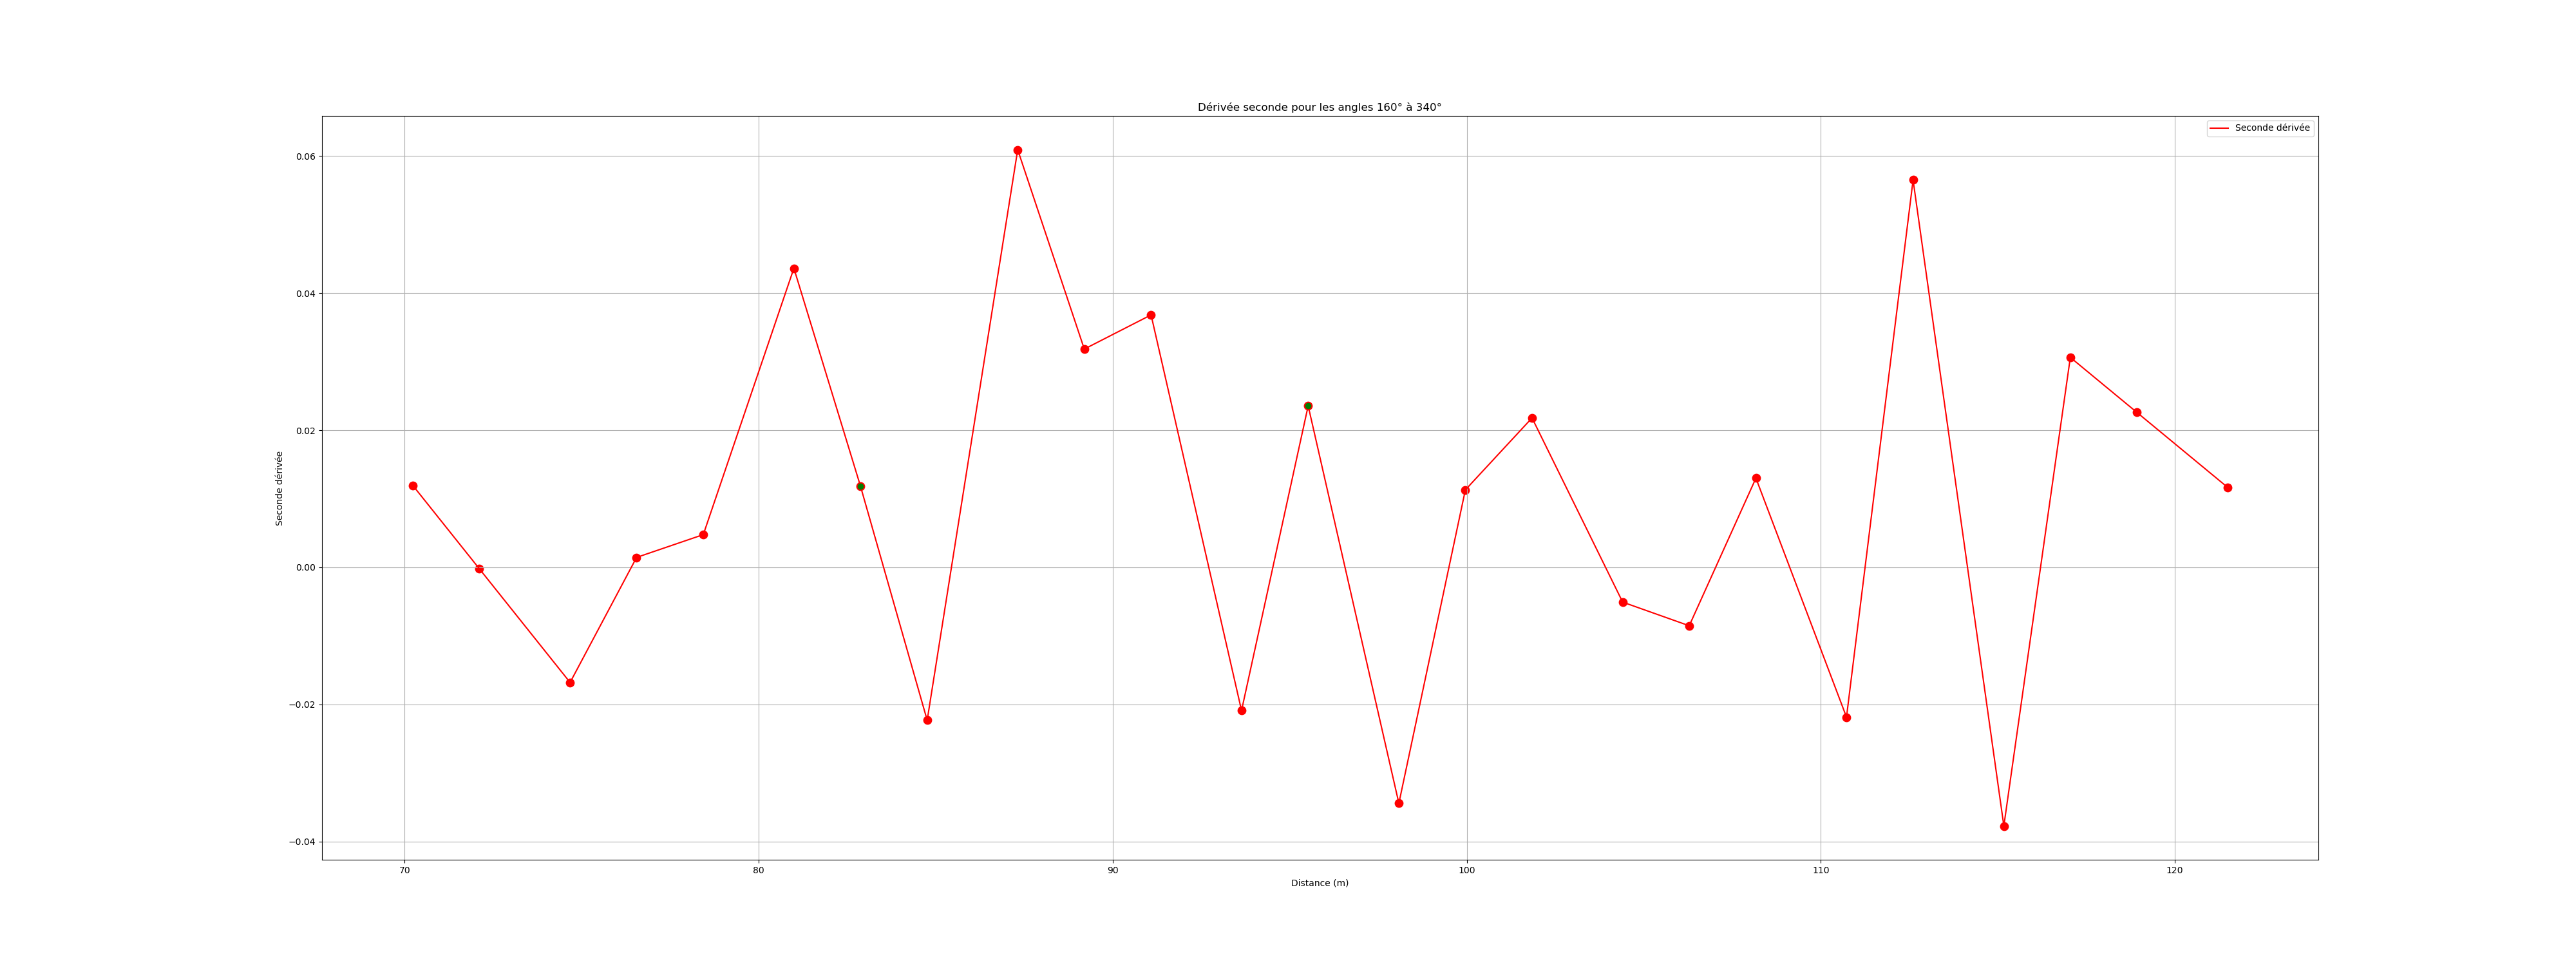 Dérivée seconde pour les angles 160° à 340°
Seconde dérivée
0.06
0.04
0.02
0.00
−0.02
−0.04
Seconde dérivée
70 80 90 100 110 120
Distance (m)